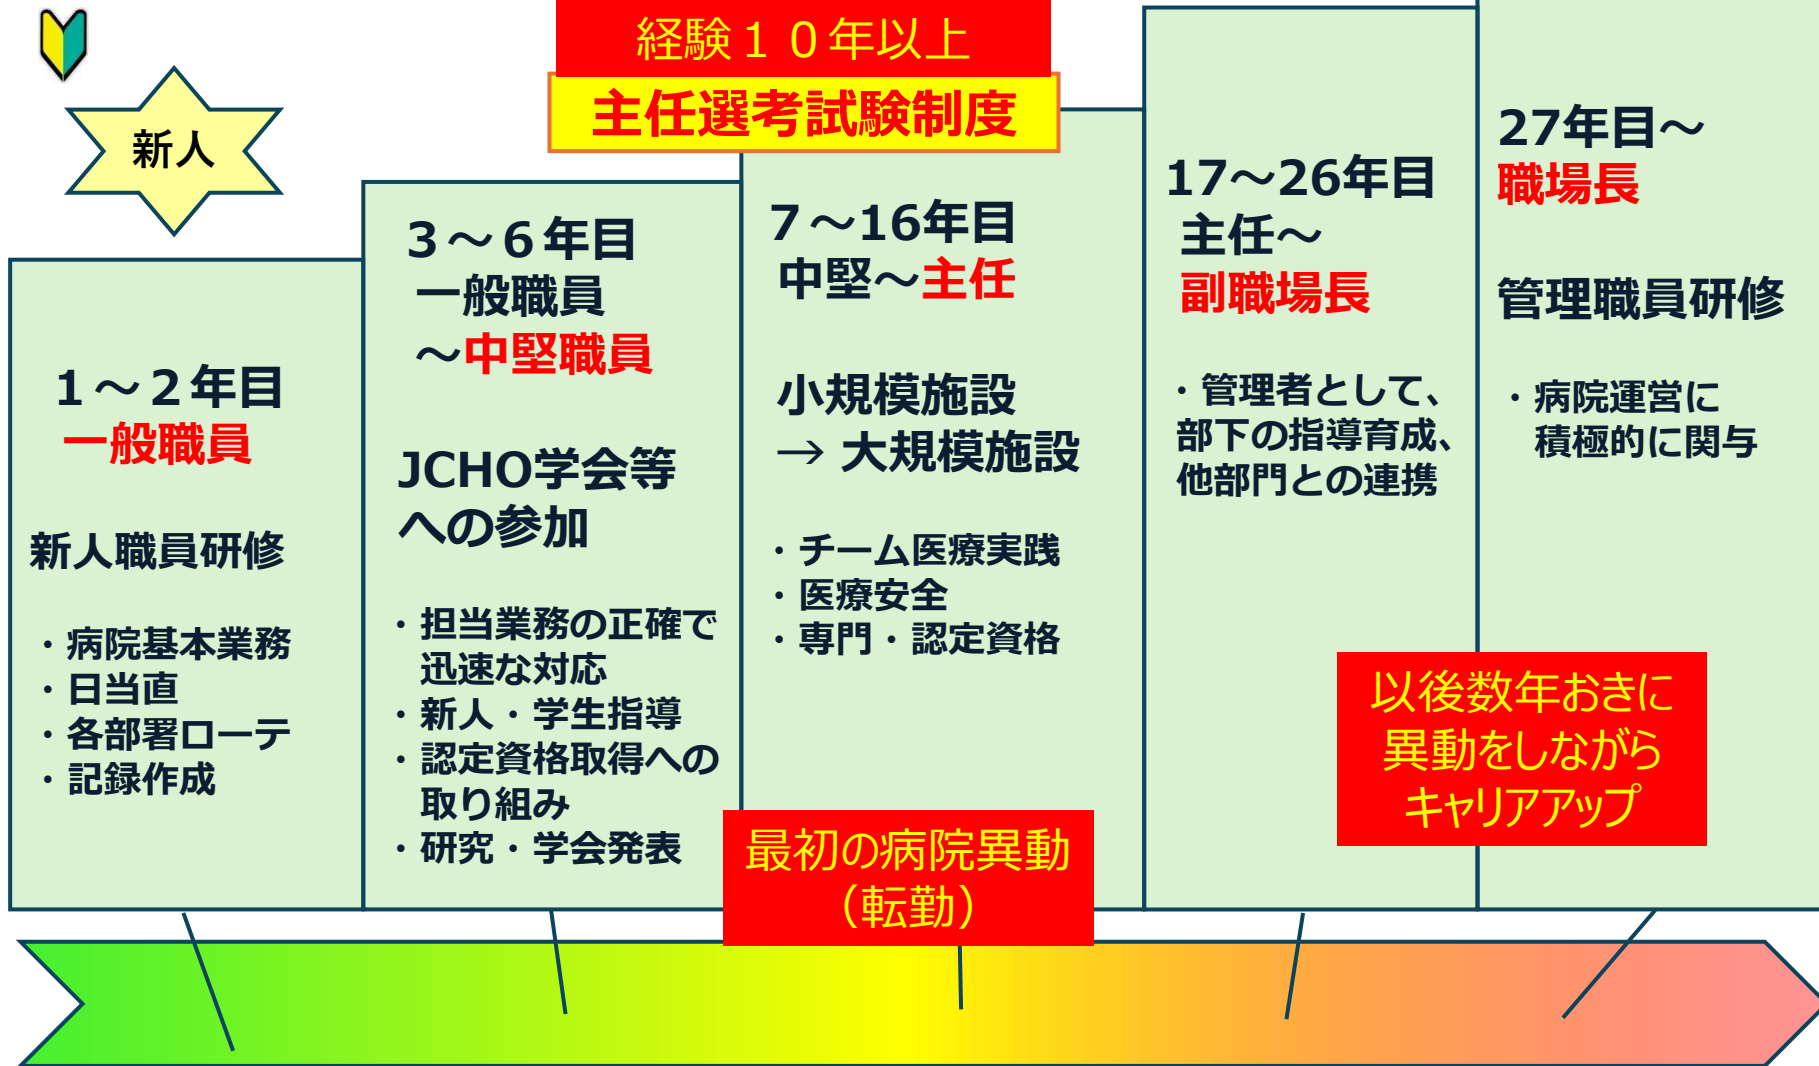 新人
経験１０年以上
主任選考試験制度
１～２年目
一般職員
新人職員研修
・病院基本業務
・日当直
・各部署ローテ
・記録作成
３～６年目
一般職員
～中堅職員
JCHO学会等
への参加
・担当業務の正確で
迅速な対応
・新人・学生指導
・認定資格取得への
取り組み
・研究・学会発表
７～16年目
中堅～主任
小規模施設
→ 大規模施設
・チーム医療実践
・医療安全
・専門・認定資格
最初の病院異動
（転勤）
17～26年目
主任～
副職場長
・管理者として、
部下の指導育成、
他部門との連携
27年目～
職場長
管理職員研修
・病院運営に
積極的に関与
以後数年おきに
異動をしながら
キャリアアップ